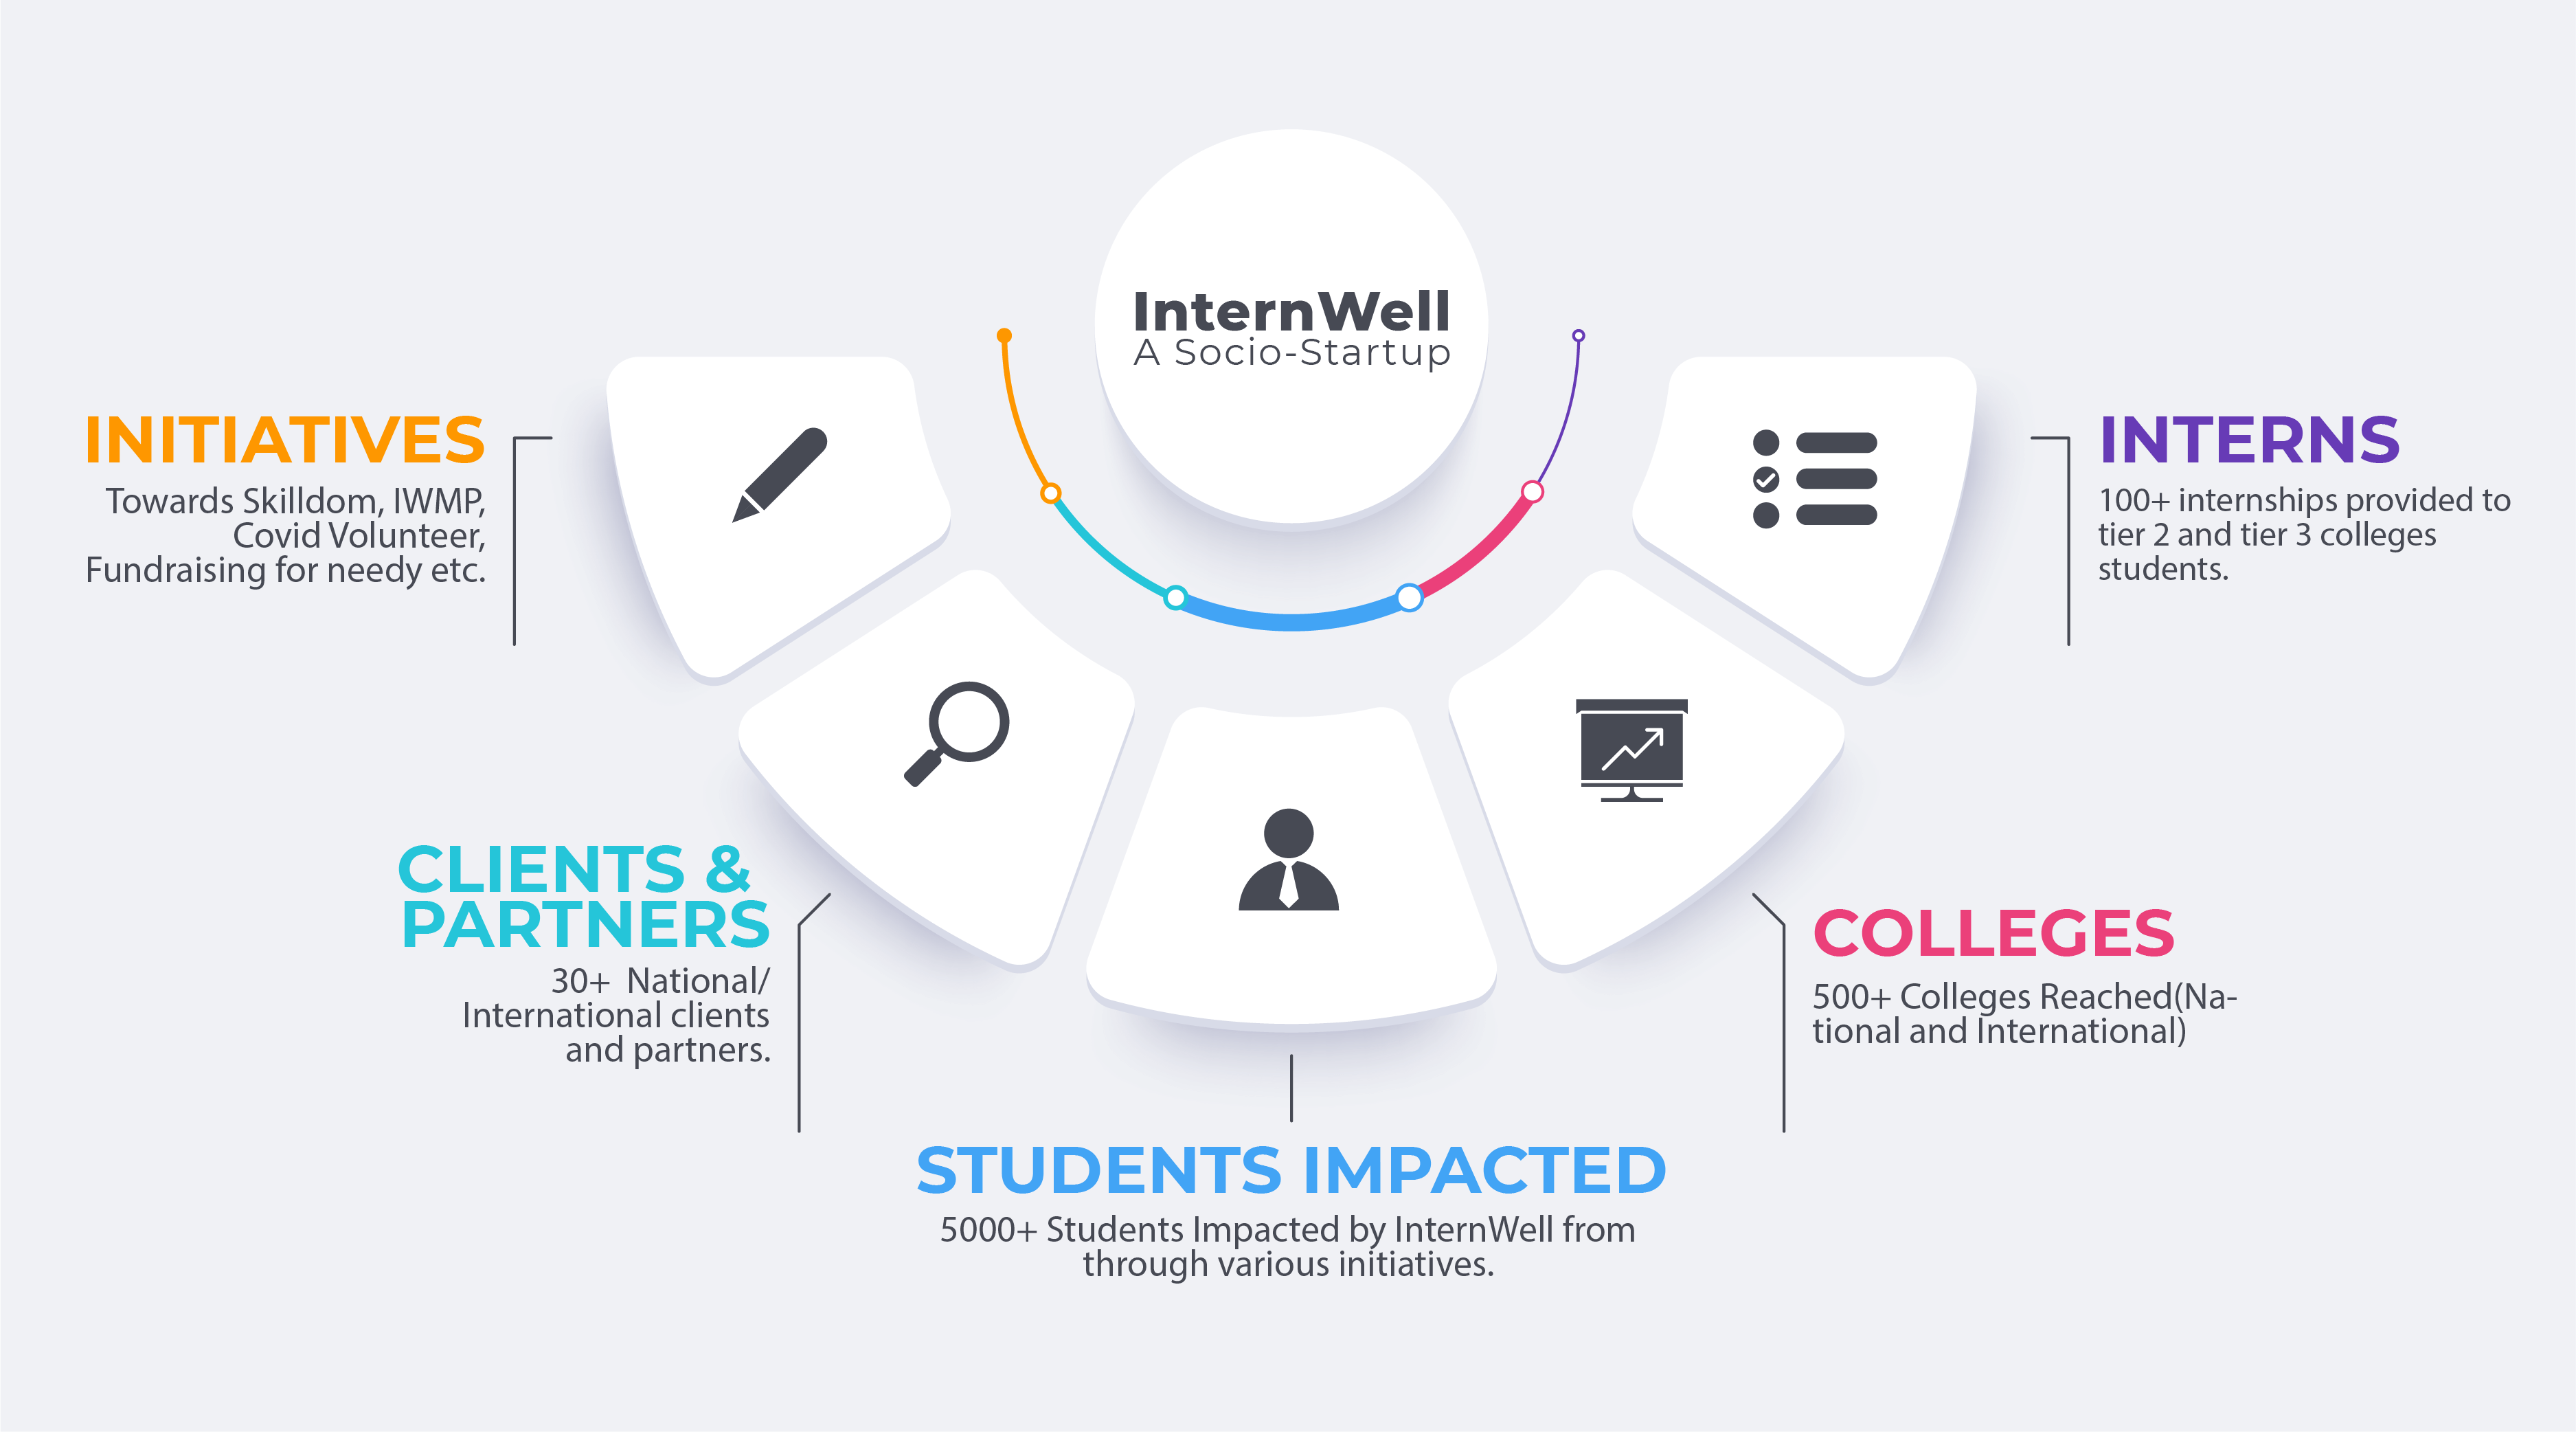 InternWell
A Socio-Startup
INITIATIVES
Towards Skilldom, IWMP,
Covid Volunteer,
Fundraising for needy etc.
CLIENTS &
PARTNERS
30+ National/
International clients
and partners.
STUDENTS IMPACTED
5000+ Students Impacted by InternWell from
through various initiatives.
COLLEGES
500+ Colleges Reached(Na-
tional and International)
INTERNS
100+ internships provided to
tier 2 and tier 3 colleges
students.